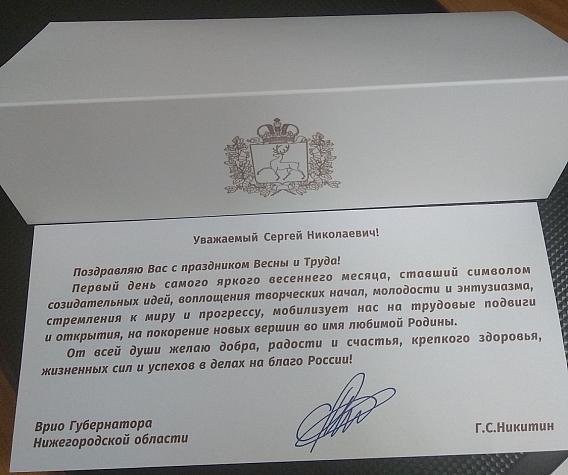 Уважаемый Сергей Николаевич!
Поздравляю Вас с праздником Весны и Труда!
Первый день самого яркого весеннего месяца, ставший символом
созидательных идей, воплощения творческих начал, молодости и энтузиазма,
стремления к миру и прогрессу, мобилизует нас на трудовые подвиги
и открытия, на покорение новых вершин во имя любимой Родины.
От всей души желаю добра, радости и счастья, крепкого здоровья,
жизненных сил и успехов в делах на благо России!
Врио Губернатора
Нижегородской области
Г.С.Никитин